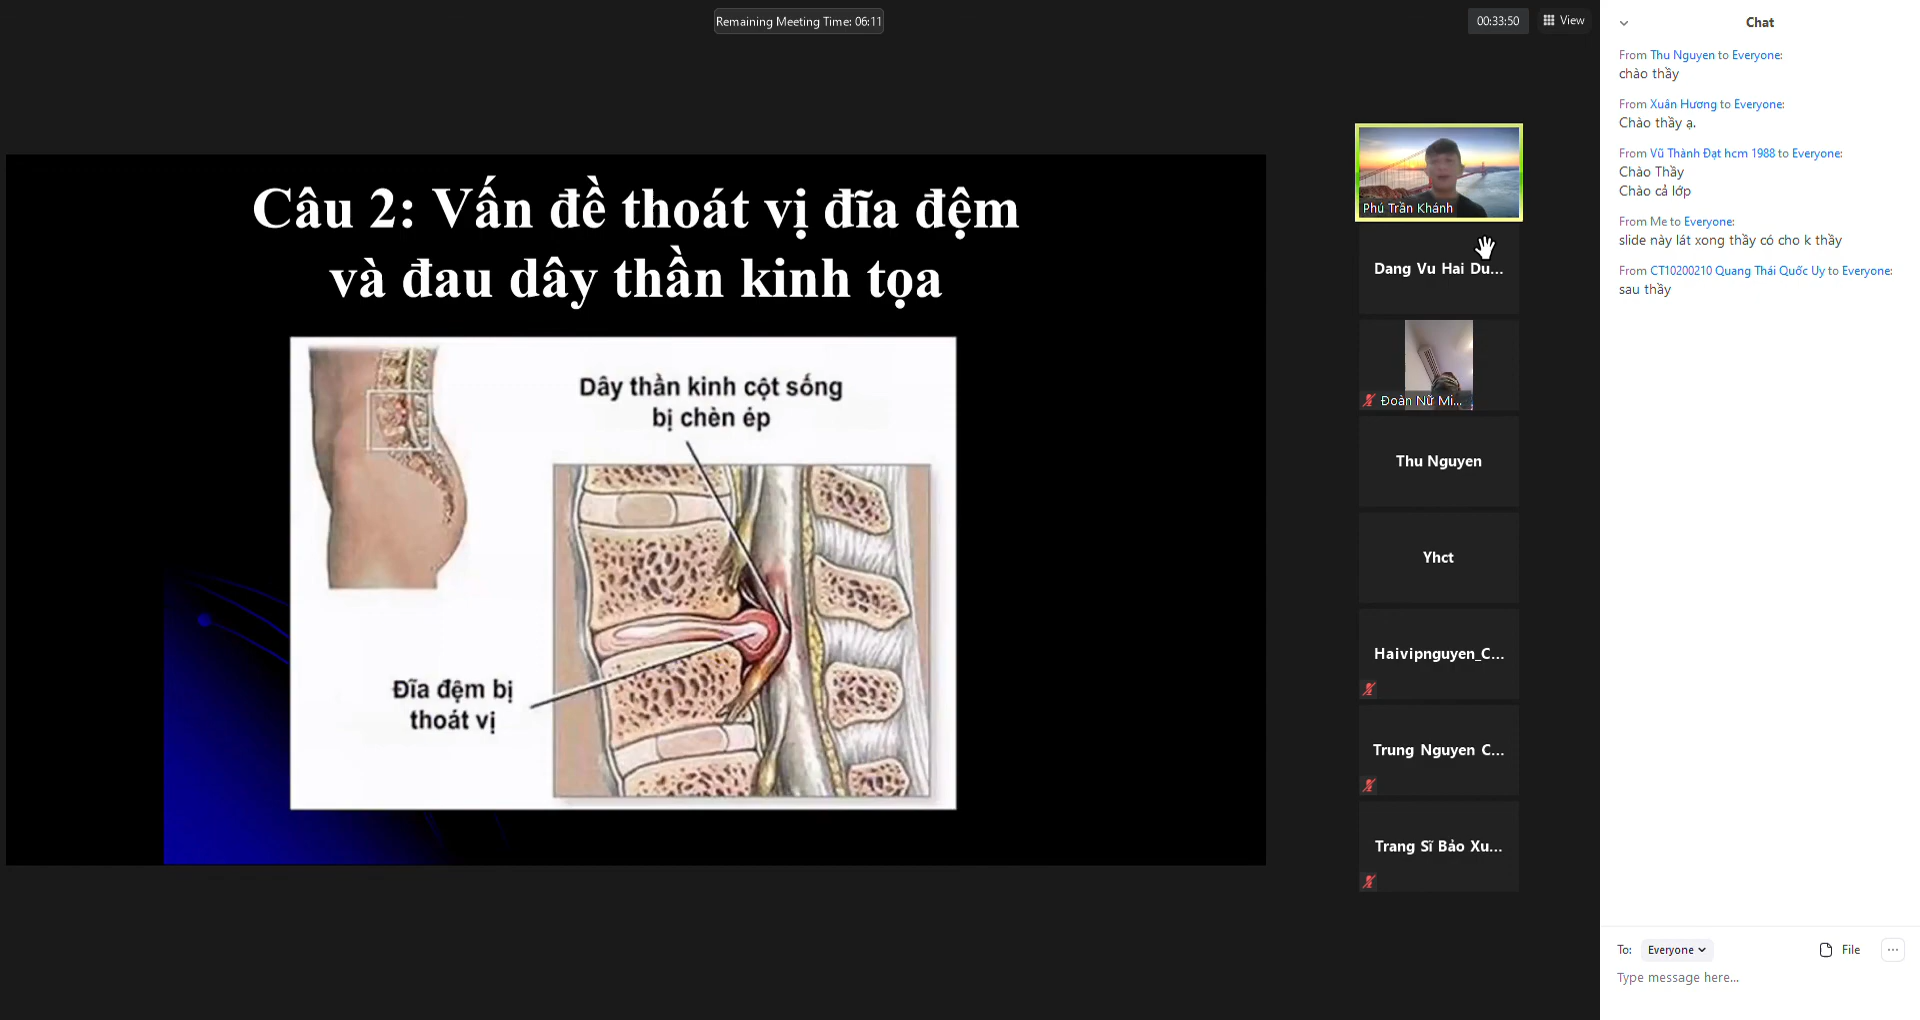 Remaining Meeting Time: 06:11
00:33:50
View
Câu 2: Vấn đề thoát vị đĩa đệm
và đau dây thần kinh tọa
Dây thần kinh cột sống
bị chèn ép
Đĩa đệm bị
thoát vị
Phú Trần Khánh
Dang Vu Hai Du...
Đoàn Nữ Mi...
Thu Nguyen
Yhct
Haivipnguyen_C...
Trung Nguyen C...
Trang Sĩ Bảo Xu...
Chat
From Thu Nguyen to Everyone:
chào thầy
From Xuân Hương to Everyone:
Chào thầy ạ.
From Vũ Thành Đạt hcm 1988 to Everyone:
Chào Thầy
Chào cả lớp
From Me to Everyone:
slide này lát xong thầy có cho k thầy
From CT10200210 Quang Thái Quốc Uy to Everyone:
sau thầy
To: Everyone
File
Type message here...